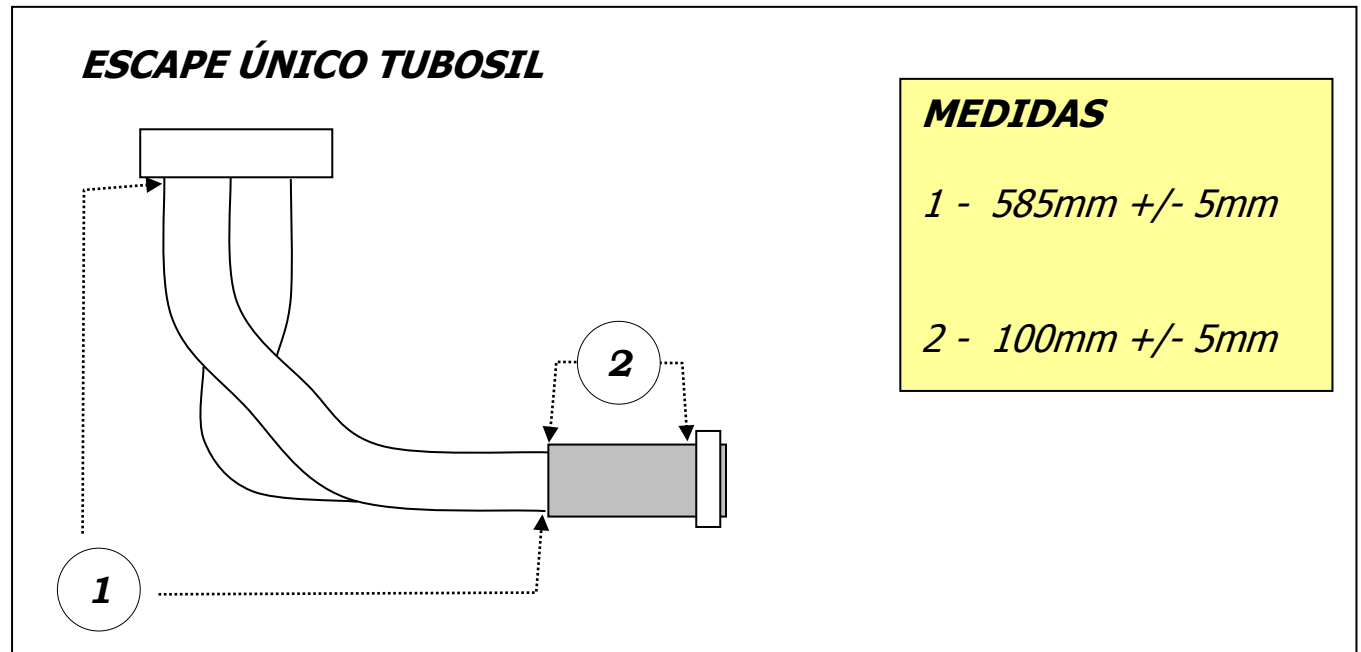 ESCAPE ÚNICO TUBOSIL
MEDIDAS
1 - 585mm +/- 5mm
2 - 100mm +/- 5mm
2
1